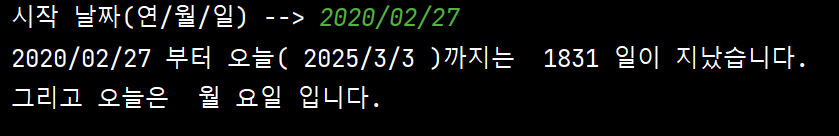 시작 날짜(연/월/일) --> 2020/02/27
2020/02/27 부터 오늘( 2025/3/3 )까지는  1831 일이 지났습니다.
그리고 오늘은  월 요일 입니다.